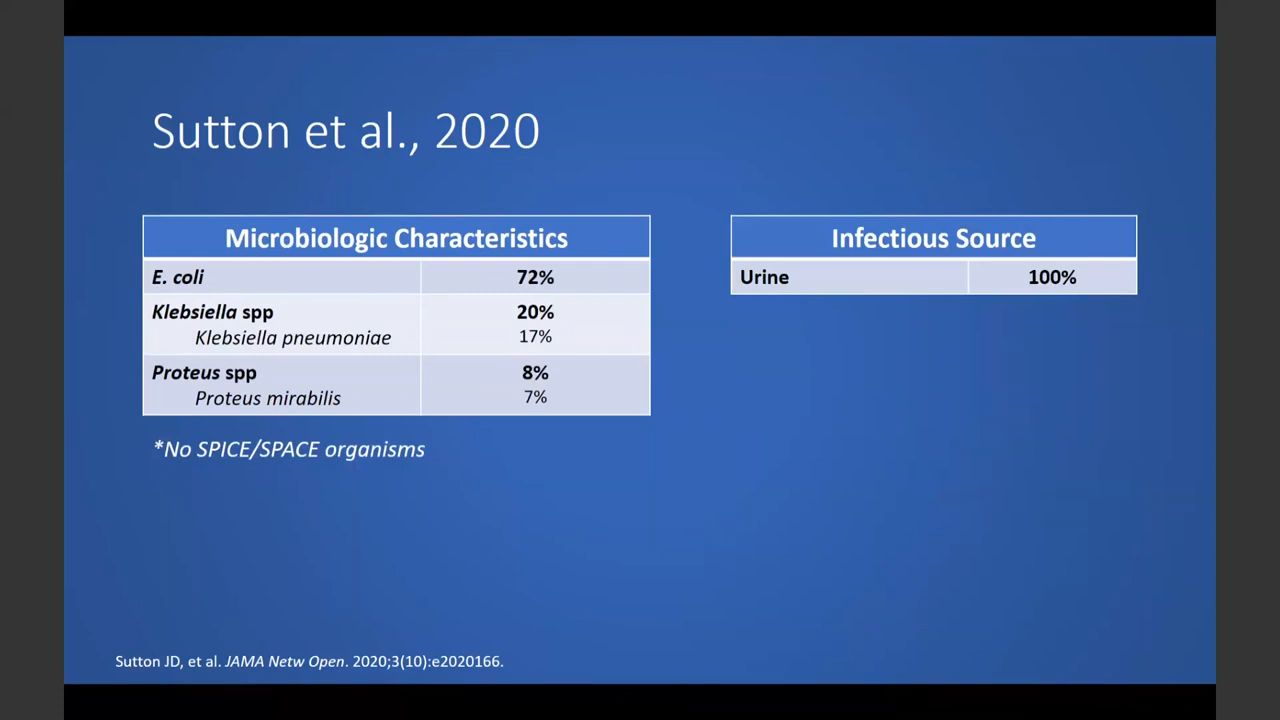 Sutton et al., 2020
Microbiologic Characteristics
E. coli 72%
Klebsiella spp 20%
Klebsiella pneumoniae 17%
Proteus spp 8%
Proteus mirabilis 7%
*No SPICE/SPACE organisms
Infectious Source
Urine 100%
Sutton JD, et al. JAMA Netw Open. 2020;3(10):e2020166.